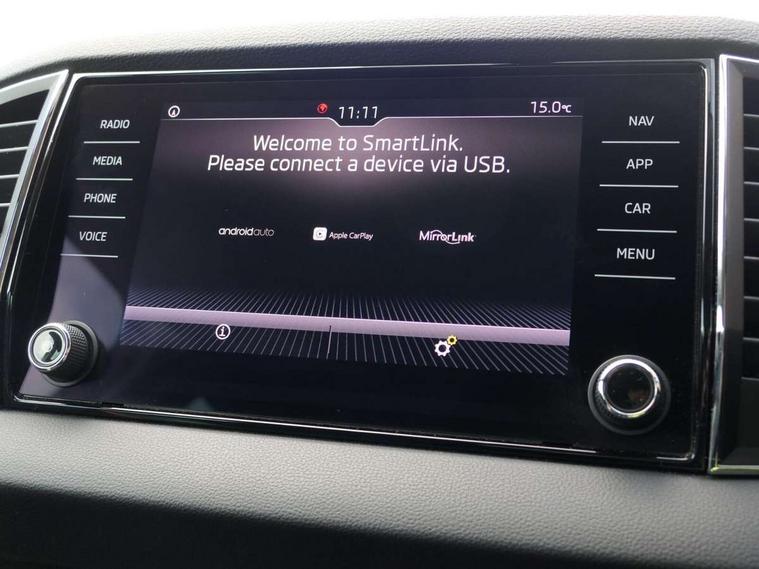 RADIO
MEDIA
PHONE
VOICE
11:11
15.0°C
Welcome to SmartLink.
Please connect a device via USB.
androidauto
Apple CarPlay
MirrorLink
NAV
APP
CAR
MENU